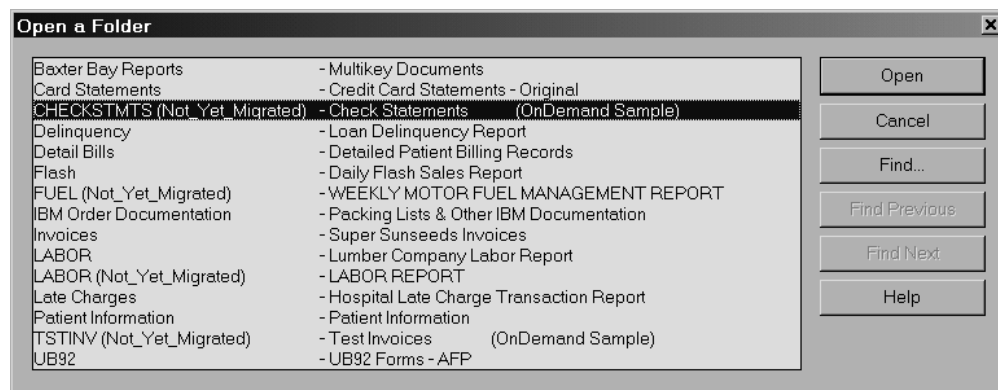 Open a Folder
Baxter Bay Reports - Multikey Documents
Card Statements - Credit Card Statements - Original
CHECKSTMTS (Not_Yet_Migrated) - Check Statements (OnDemand Sample)
Delinquency - Loan Delinquency Report
Detail Bills - Detailed Patient Billing Records
Flash - Daily Flash Sales Report
FUEL (Not_Yet_Migrated) - WEEKLY MOTOR FUEL MANAGEMENT REPORT
IBM Order Documentation - Packing Lists & Other IBM Documentation
Invoices - Super Sunseeds Invoices
LABOR - Lumber Company Labor Report
LABOR (Not_Yet_Migrated) - LABOR REPORT
Late Charges - Hospital Late Charge Transaction Report
Patient Information - Patient Information
TSTINV (Not_Yet_Migrated) - Test Invoices (OnDemand Sample)
UB92 - UB92 Forms - AFP
Open
Cancel
Find...
Find Previous
Find Next
Help